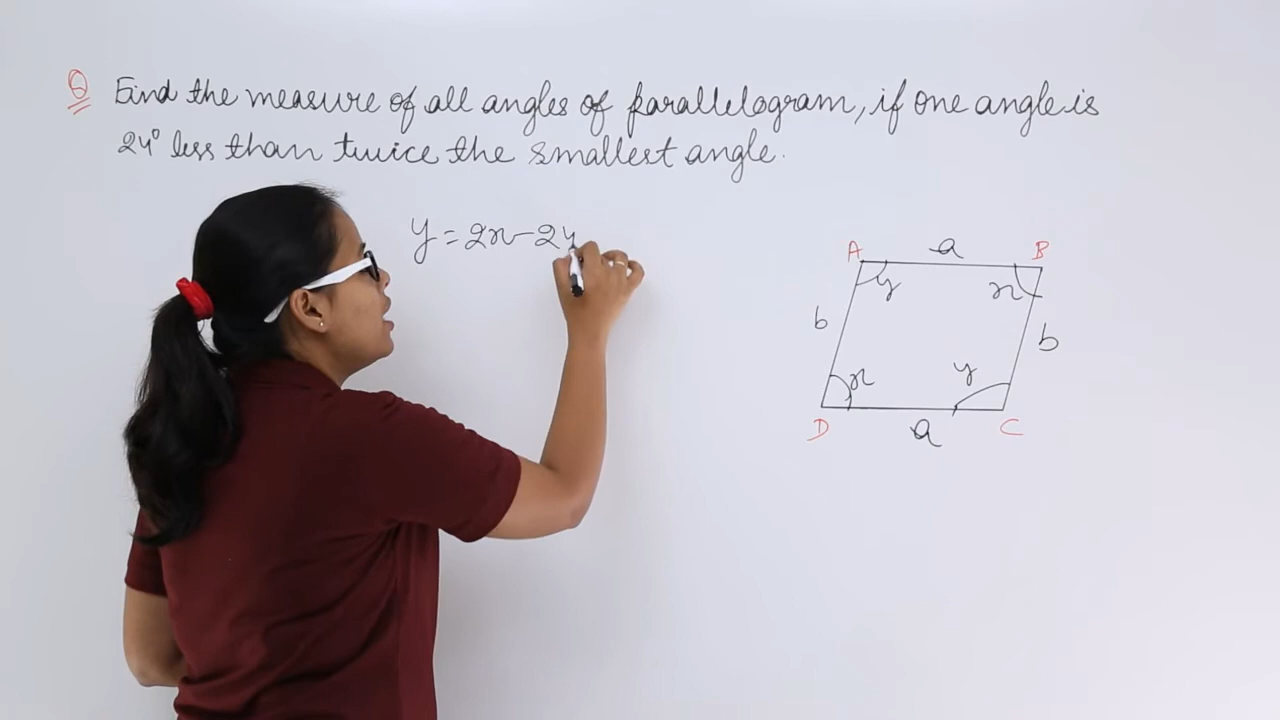 Q Find the measure of all angles of parallelogram, if one angle is
24° less than twice the smallest angle.
y = 2x - 24
A a B
y x
b b
x y
D a C